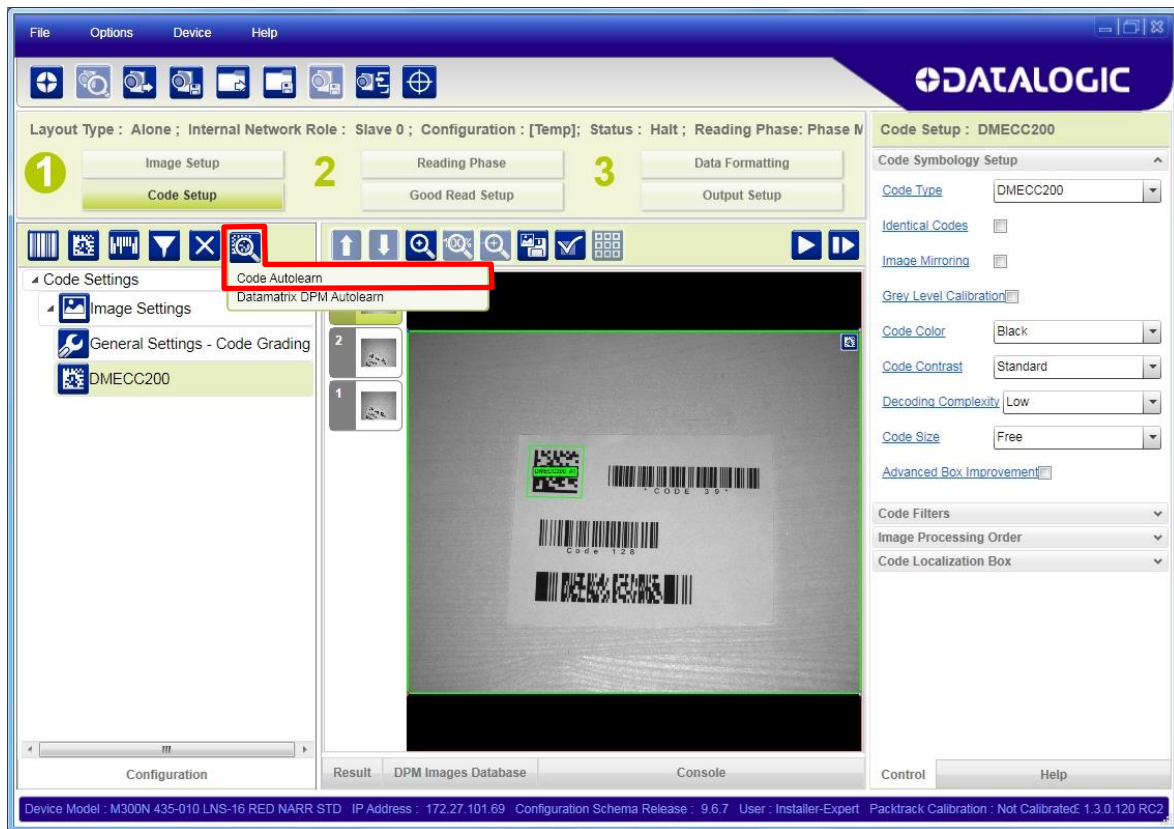 File Options Device Help
DATALOGIC
Layout Type : Alone ; Internal Network Role : Slave 0 ; Configuration : [Temp]; Status : Halt ; Reading Phase: Phase M
1
Image Setup
Code Setup
2
Reading Phase
Good Read Setup
3
Data Formatting
Output Setup
Code Autolearn
Datamatrix DPM Autolearn
Code Settings
Image Settings
General Settings - Code Grading
DMECC200
100%
2
1
DMECC200 #1
*CODE 39*
Code 128
Configuration
Result DPM Images Database Console
Code Setup : DMECC200
Code Symbology Setup
Code Type DMECC200
Identical Codes
Image Mirroring
Grey Level Calibration
Code Color Black
Code Contrast Standard
Decoding Complexity Low
Code Size Free
Advanced Box Improvement
Code Filters
Image Processing Order
Code Localization Box
Control Help
Device Model : M300N 435-010 LNS-16 RED NARR STD IP Address : 172.27.101.69 Configuration Schema Release : 9.6.7 User : Installer-Expert Packtrack Calibration : Not Calibrated 1.3.0.120 RC2